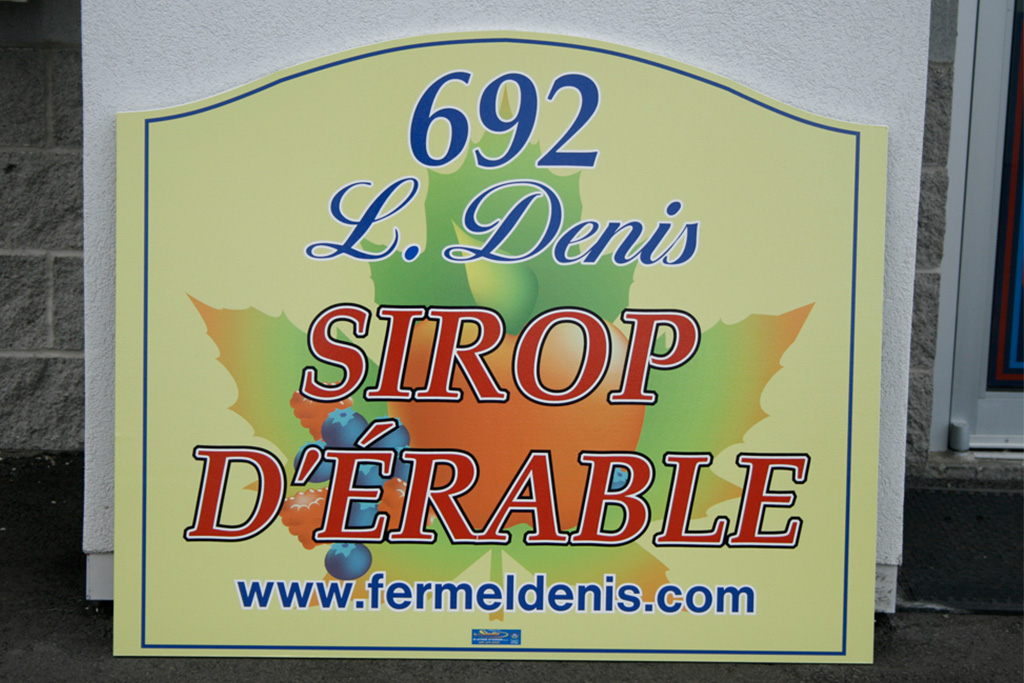 692
L. Denis
SIROP
D'ÉRABLE
www.fermeldenis.com